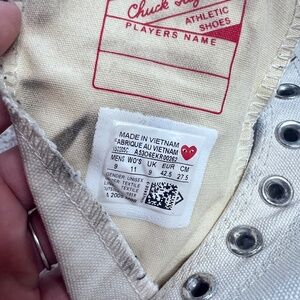 Chuck
ATHLETIC
SHOES
PLAYERS NAME
MADE IN VIETNAM
FABRIQUE AU VIETNAM
MENS WO'S UK EUR CM
9 11 9 42.5 27.5
GENDER: UNISEX